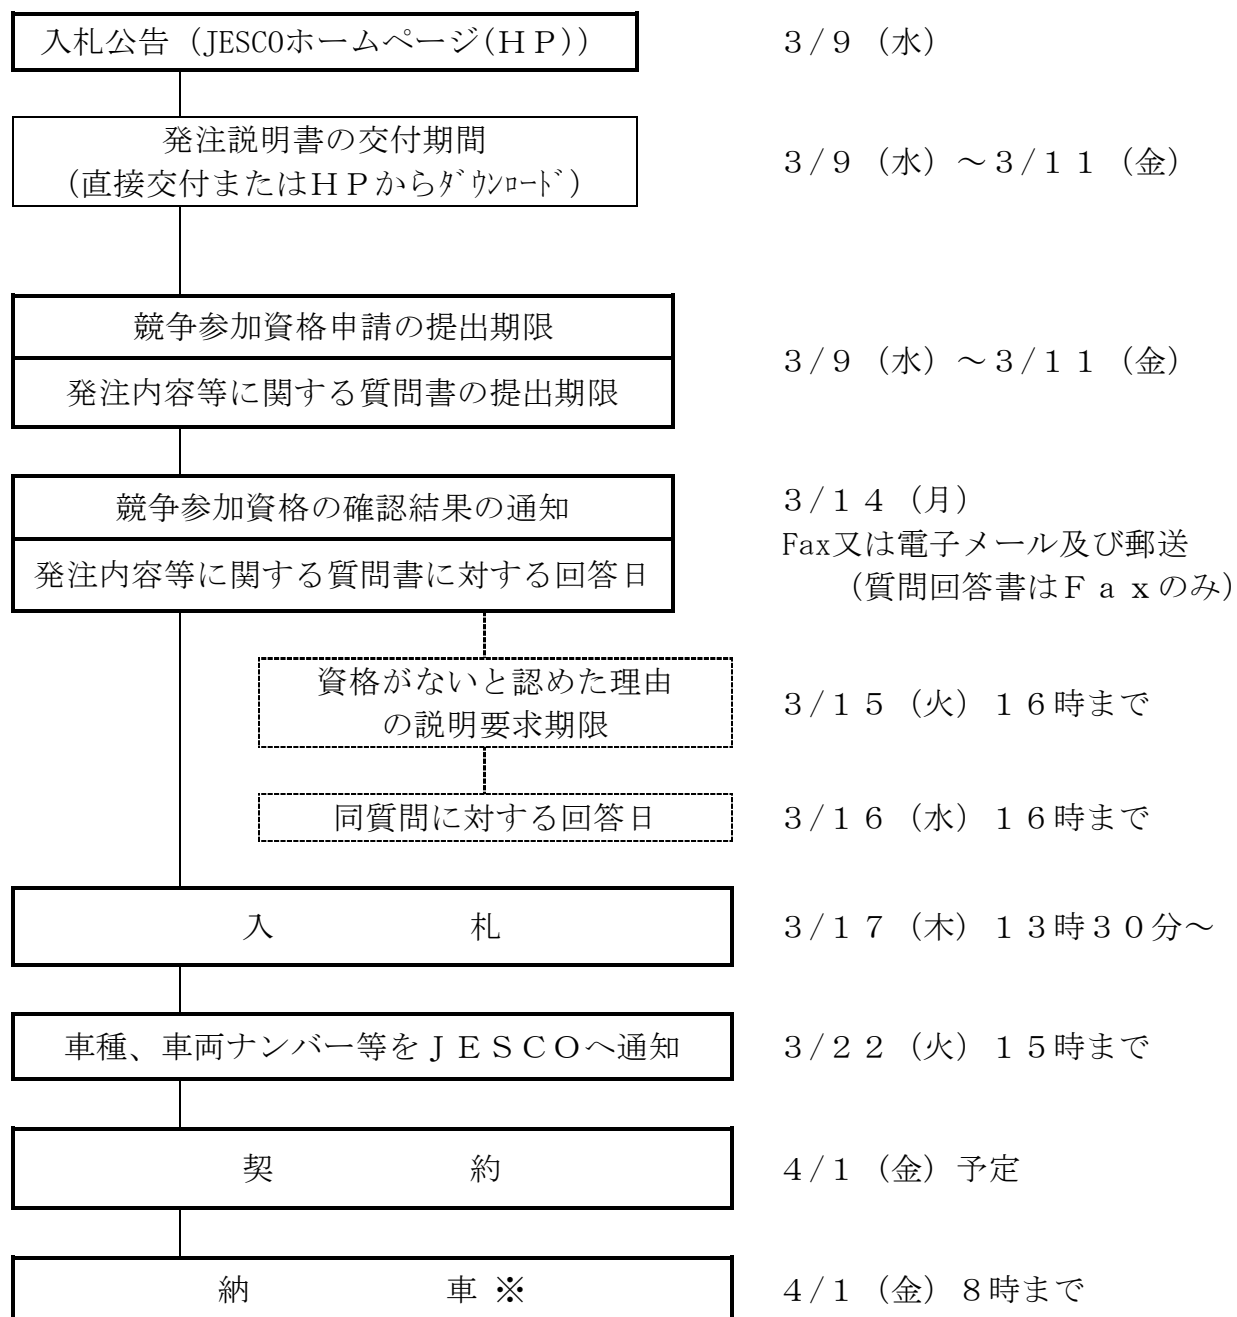 入札公告（JESCOホームページ(ＨＰ)）
３/９（水）
発注説明書の交付期間
（直接交付またはＨＰからﾀﾞｳﾝﾛｰﾄﾞ）
３/９（水）～３/１１（金）
競争参加資格申請の提出期限
発注内容等に関する質問書の提出期限
３/９（水）～３/１１（金）
競争参加資格の確認結果の通知
発注内容等に関する質問書に対する回答日
３/１４（月）
Fax又は電子メール及び郵送
（質問回答書はＦａｘのみ）
資格がないと認めた理由
の説明要求期限
３/１５（火）１６時まで
同質問に対する回答日
３/１６（水）１６時まで
入　　　　　　札
３/１７（木）１３時３０分～
車種、車両ナンバー等をＪＥＳＣＯへ通知
３/２２（火）１５時まで
契　　　　　　約
４/１（金）予定
納　　　　　　車 ※
４/１（金）８時まで